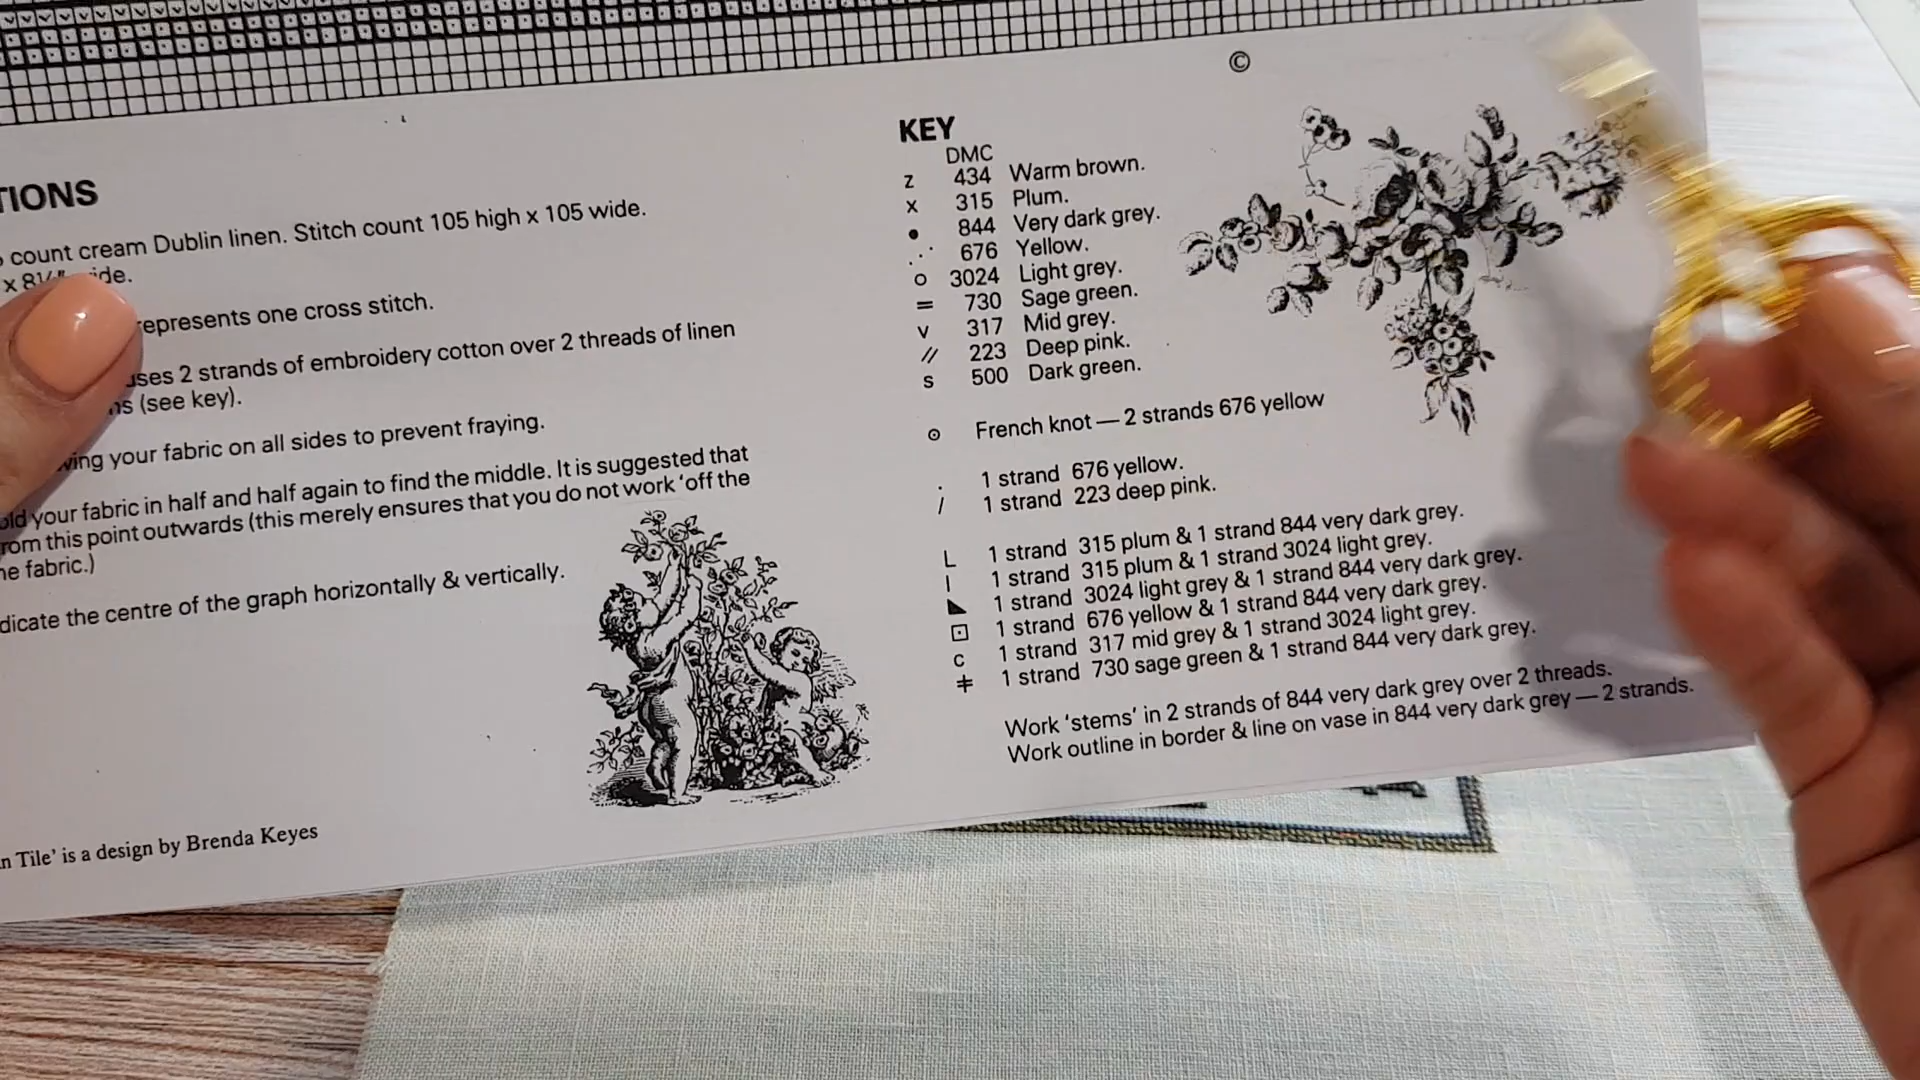 TIONS
count cream Dublin linen. Stitch count 105 high x 105 wide.
x 8¼" wide.
represents one cross stitch.
uses 2 strands of embroidery cotton over 2 threads of linen
(see key).
your fabric on all sides to prevent fraying.
your fabric in half and half again to find the middle. It is suggested that
rom this point outwards (this merely ensures that you do not work ‘off the
fabric.)
dicate the centre of the graph horizontally & vertically.
n Tile’ is a design by Brenda Keyes
©
KEY
DMC
z 434 Warm brown.
x 315 Plum.
● 844 Very dark grey.
∴ 676 Yellow.
o 3024 Light grey.
= 730 Sage green.
v 317 Mid grey.
// 223 Deep pink.
s 500 Dark green.
⊙ French knot — 2 strands 676 yellow
. 1 strand 676 yellow.
/ 1 strand 223 deep pink.
L 1 strand 315 plum & 1 strand 844 very dark grey.
| 1 strand 315 plum & 1 strand 3024 light grey.
◣ 1 strand 3024 light grey & 1 strand 844 very dark grey.
⊡ 1 strand 676 yellow & 1 strand 844 very dark grey.
c 1 strand 317 mid grey & 1 strand 3024 light grey.
ǂ 1 strand 730 sage green & 1 strand 844 very dark grey.
Work ‘stems’ in 2 strands of 844 very dark grey over 2 threads.
Work outline in border & line on vase in 844 very dark grey — 2 strands.